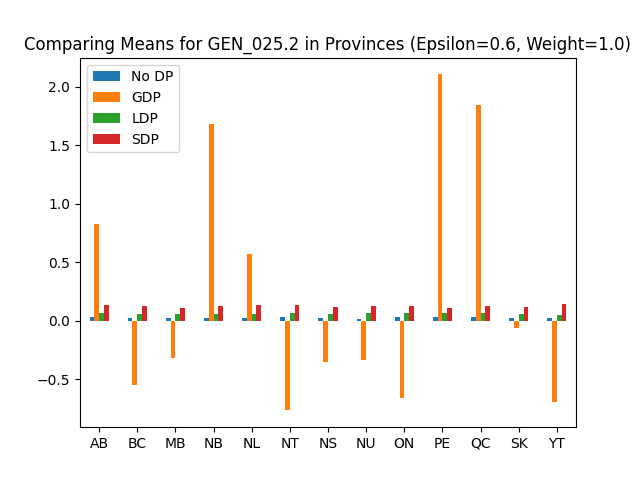 Comparing Means for GEN_025.2 in Provinces (Epsilon=0.6, Weight=1.0)
No DP
GDP
LDP
SDP
2.0
1.5
1.0
0.5
0.0
−0.5
AB BC MB NB NL NT NS NU ON PE QC SK YT